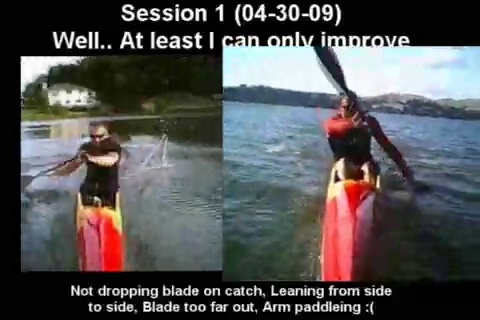 Session 1 (04-30-09)
Well.. At least I can only improve
Not dropping blade on catch, Leaning from side
to side, Blade too far out, Arm paddleing :(